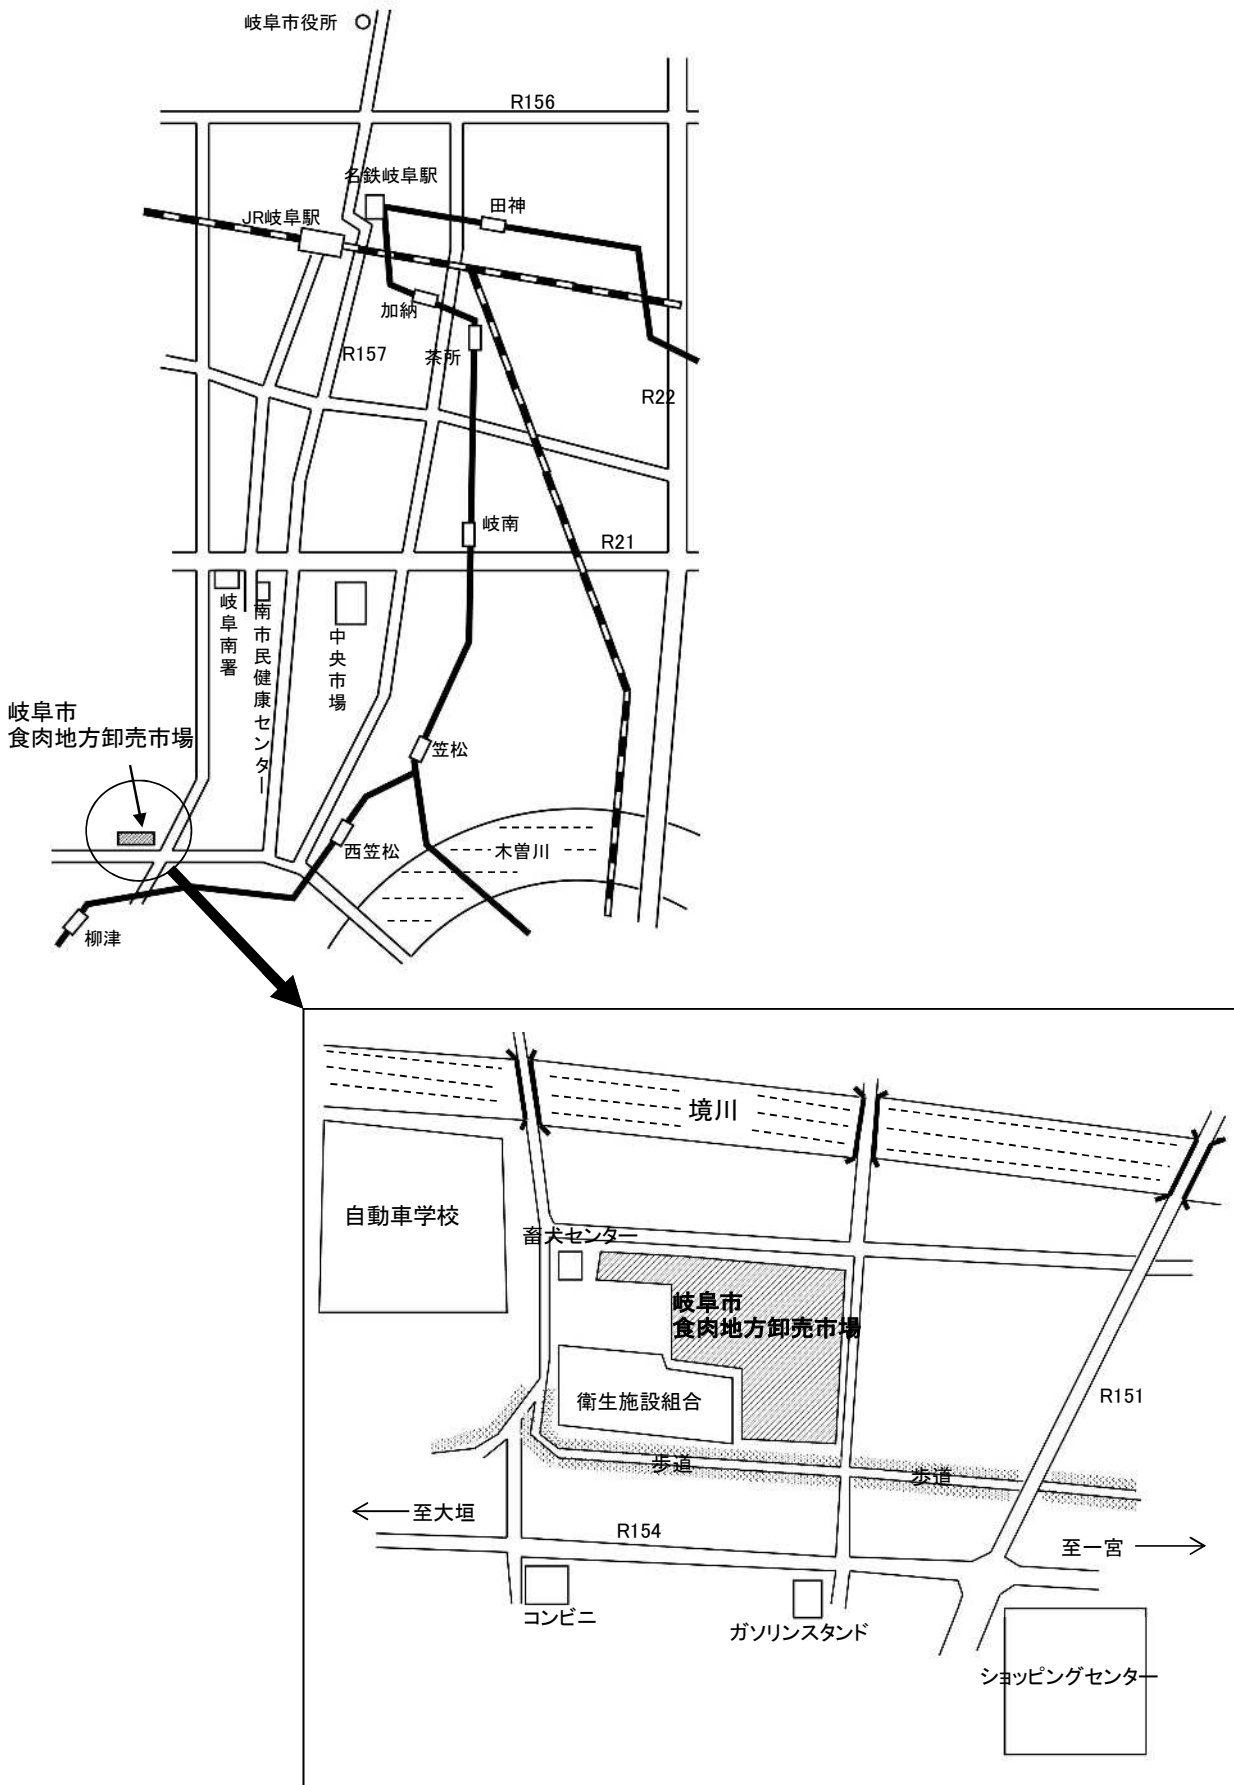 岐阜市役所
R156
名鉄岐阜駅
田神
JR岐阜駅
加納
R157
茶所
R22
岐南
R21
岐阜南署
南市民健康センター
中央市場
岐阜市
食肉地方卸売市場
笠松
西笠松
木曽川
柳津
境川
自動車学校
畜犬センター
岐阜市
食肉地方卸売市場
衛生施設組合
R151
歩道
歩道
至大垣
R154
至一宮
コンビニ
ガソリンスタンド
ショッピングセンター